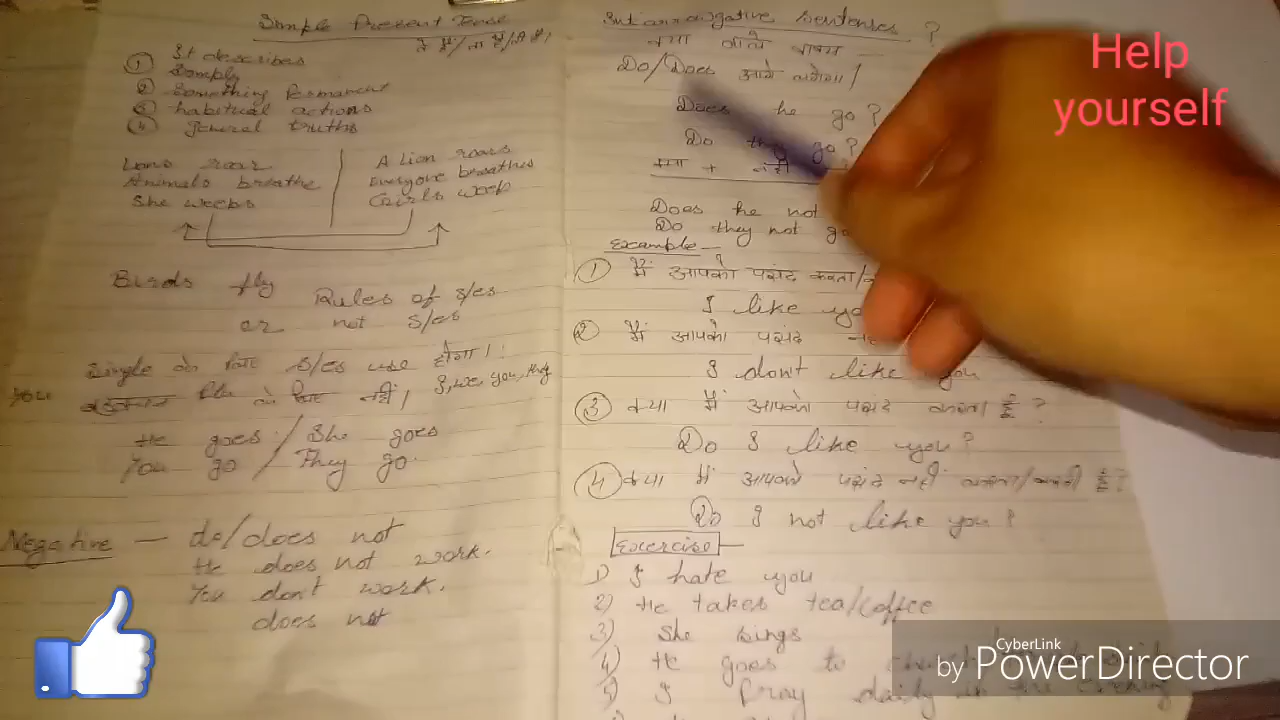 Simple Present Tense
ते हैं/ता है/ती है।
① It describes
Simply
② Something Permanent
③ habitual actions
④ general truths
Lions roar
Animals breathe
She weebs
A Lion roars
Everyone breathes
Girls weeb
Birds fly
Rules of s/es
or not s/es
Single के लिए s/es use होगा।
You
के लिए नहीं। I, we, you, they
He goes / She goes
You go / They go.
Negative — do/does not
He does not work.
You don't work.
does not
Sentences ?
क्या वाले वाक्य
Do/Does आगे लगेगा।
Does he go ?
Do they go ?
क्या + नहीं
Does he not
Do they not go
Example —
① मैं आपको पसंद करता/
I like yo
② मैं आपको पसंद
I don't like you
③ क्या मैं आपको पसंद करता हूँ ?
Do I like you ?
④ क्या मैं आपको पसंद नहीं करता/करती हूँ ?
Do I not like you ?
Exercise —
1) I hate you
2) He takes tea/coffee
3) She sings
4) He goes to
5) I Pray daily in the
Help
yourself
CyberLink
by PowerDirector